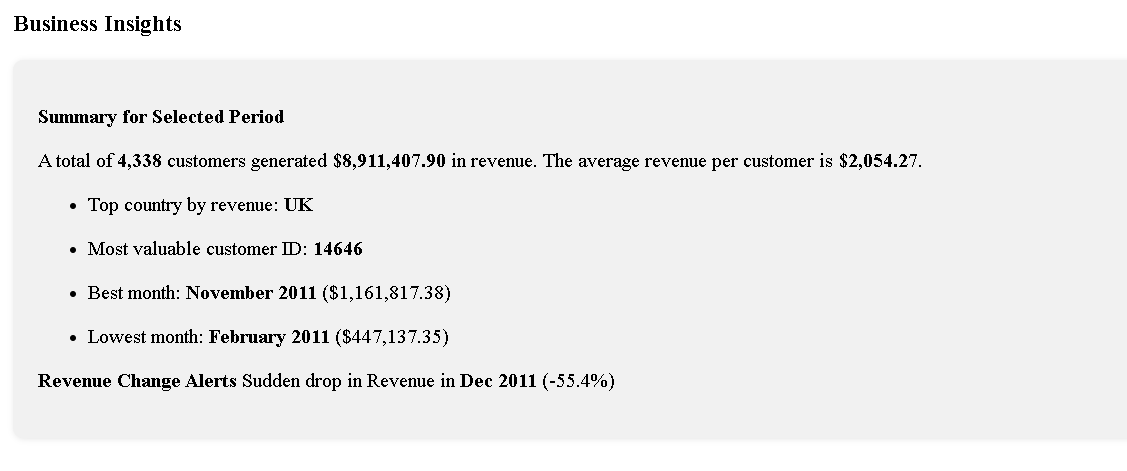 Business Insights
Summary for Selected Period
A total of 4,338 customers generated $8,911,407.90 in revenue. The average revenue per customer is $2,054.27.
• Top country by revenue: UK
• Most valuable customer ID: 14646
• Best month: November 2011 ($1,161,817.38)
• Lowest month: February 2011 ($447,137.35)
Revenue Change Alerts Sudden drop in Revenue in Dec 2011 (-55.4%)